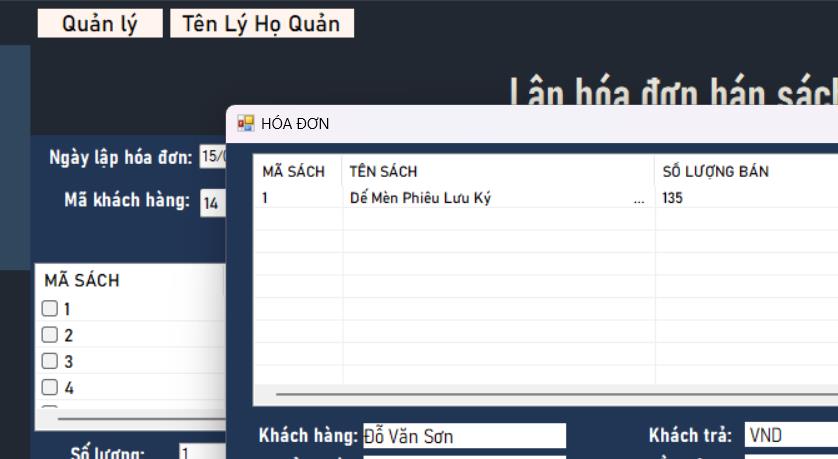 Quản lý
Tên Lý Họ Quản
Lập hóa đơn bán sách
HÓA ĐƠN
Ngày lập hóa đơn: 15/0
Mã khách hàng: 14
MÃ SÁCH TÊN SÁCH SỐ LƯỢNG BÁN
1 Dế Mèn Phiêu Lưu Ký ... 135
MÃ SÁCH
1
2
3
4
Khách hàng: Đỗ Văn Sơn
Khách trả: VND
Số lượng: 1